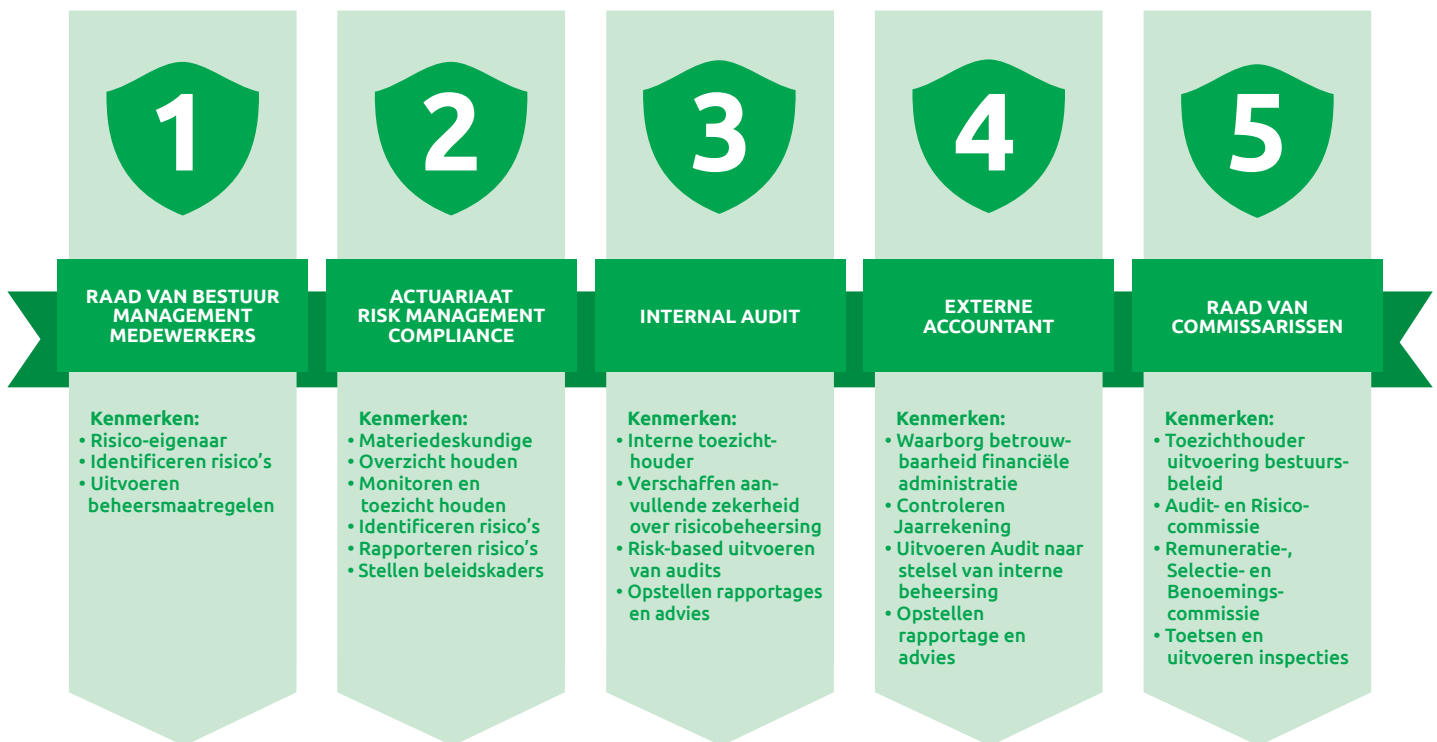 1
RAAD VAN BESTUUR
MANAGEMENT
MEDEWERKERS
Kenmerken:
• Risico-eigenaar
• Identificeren risico’s
• Uitvoeren
beheersmaatregelen
2
ACTUARIAAT
RISK MANAGEMENT
COMPLIANCE
Kenmerken:
• Materiedeskundige
• Overzicht houden
• Monitoren en
toezicht houden
• Identificeren risico’s
• Rapporteren risico’s
• Stellen beleidskaders
3
INTERNAL AUDIT
Kenmerken:
• Interne toezicht-
houder
• Verschaffen aan-
vullende zekerheid
over risicobeheersing
• Risk-based uitvoeren
van audits
• Opstellen rapportages
en advies
4
EXTERNE
ACCOUNTANT
Kenmerken:
• Waarborg betrouw-
baarheid financiële
administratie
• Controleren
Jaarrekening
• Uitvoeren Audit naar
stelsel van interne
beheersing
• Opstellen
rapportage en
advies
5
RAAD VAN
COMMISSARISSEN
Kenmerken:
• Toezichthouder
uitvoering bestuurs-
beleid
• Audit- en Risico-
commissie
• Remuneratie-,
Selectie- en
Benoemings-
commissie
• Toetsen en
uitvoeren inspecties